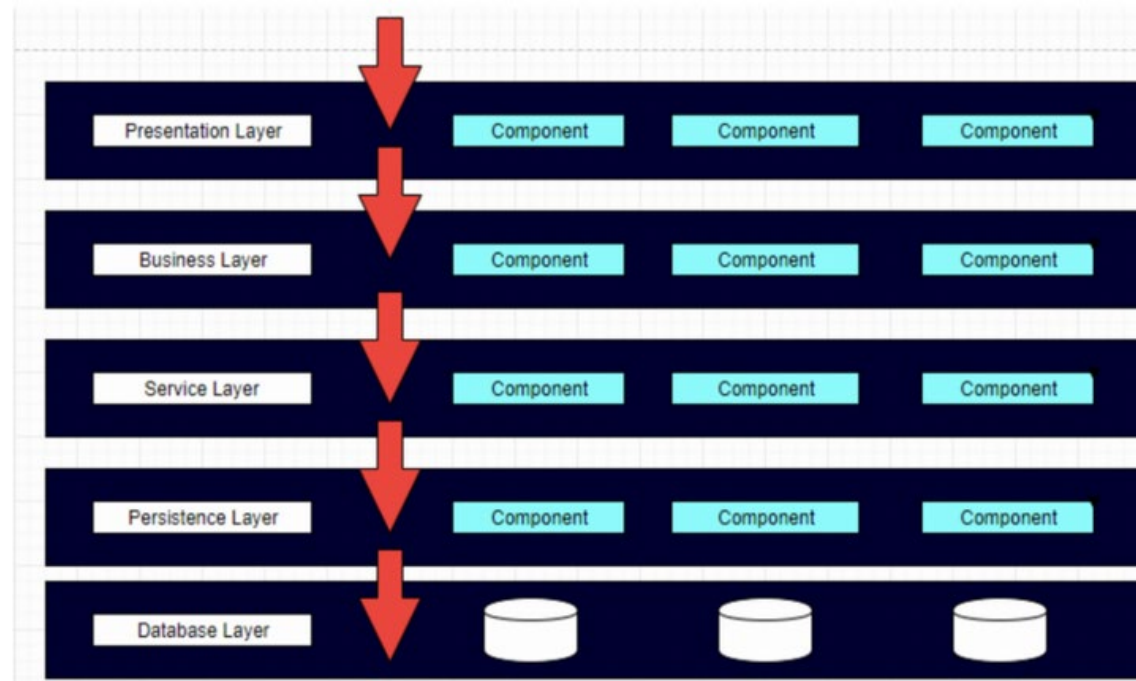 Presentation Layer Component Component Component
Business Layer Component Component Component
Service Layer Component Component Component
Persistence Layer Component Component Component
Database Layer